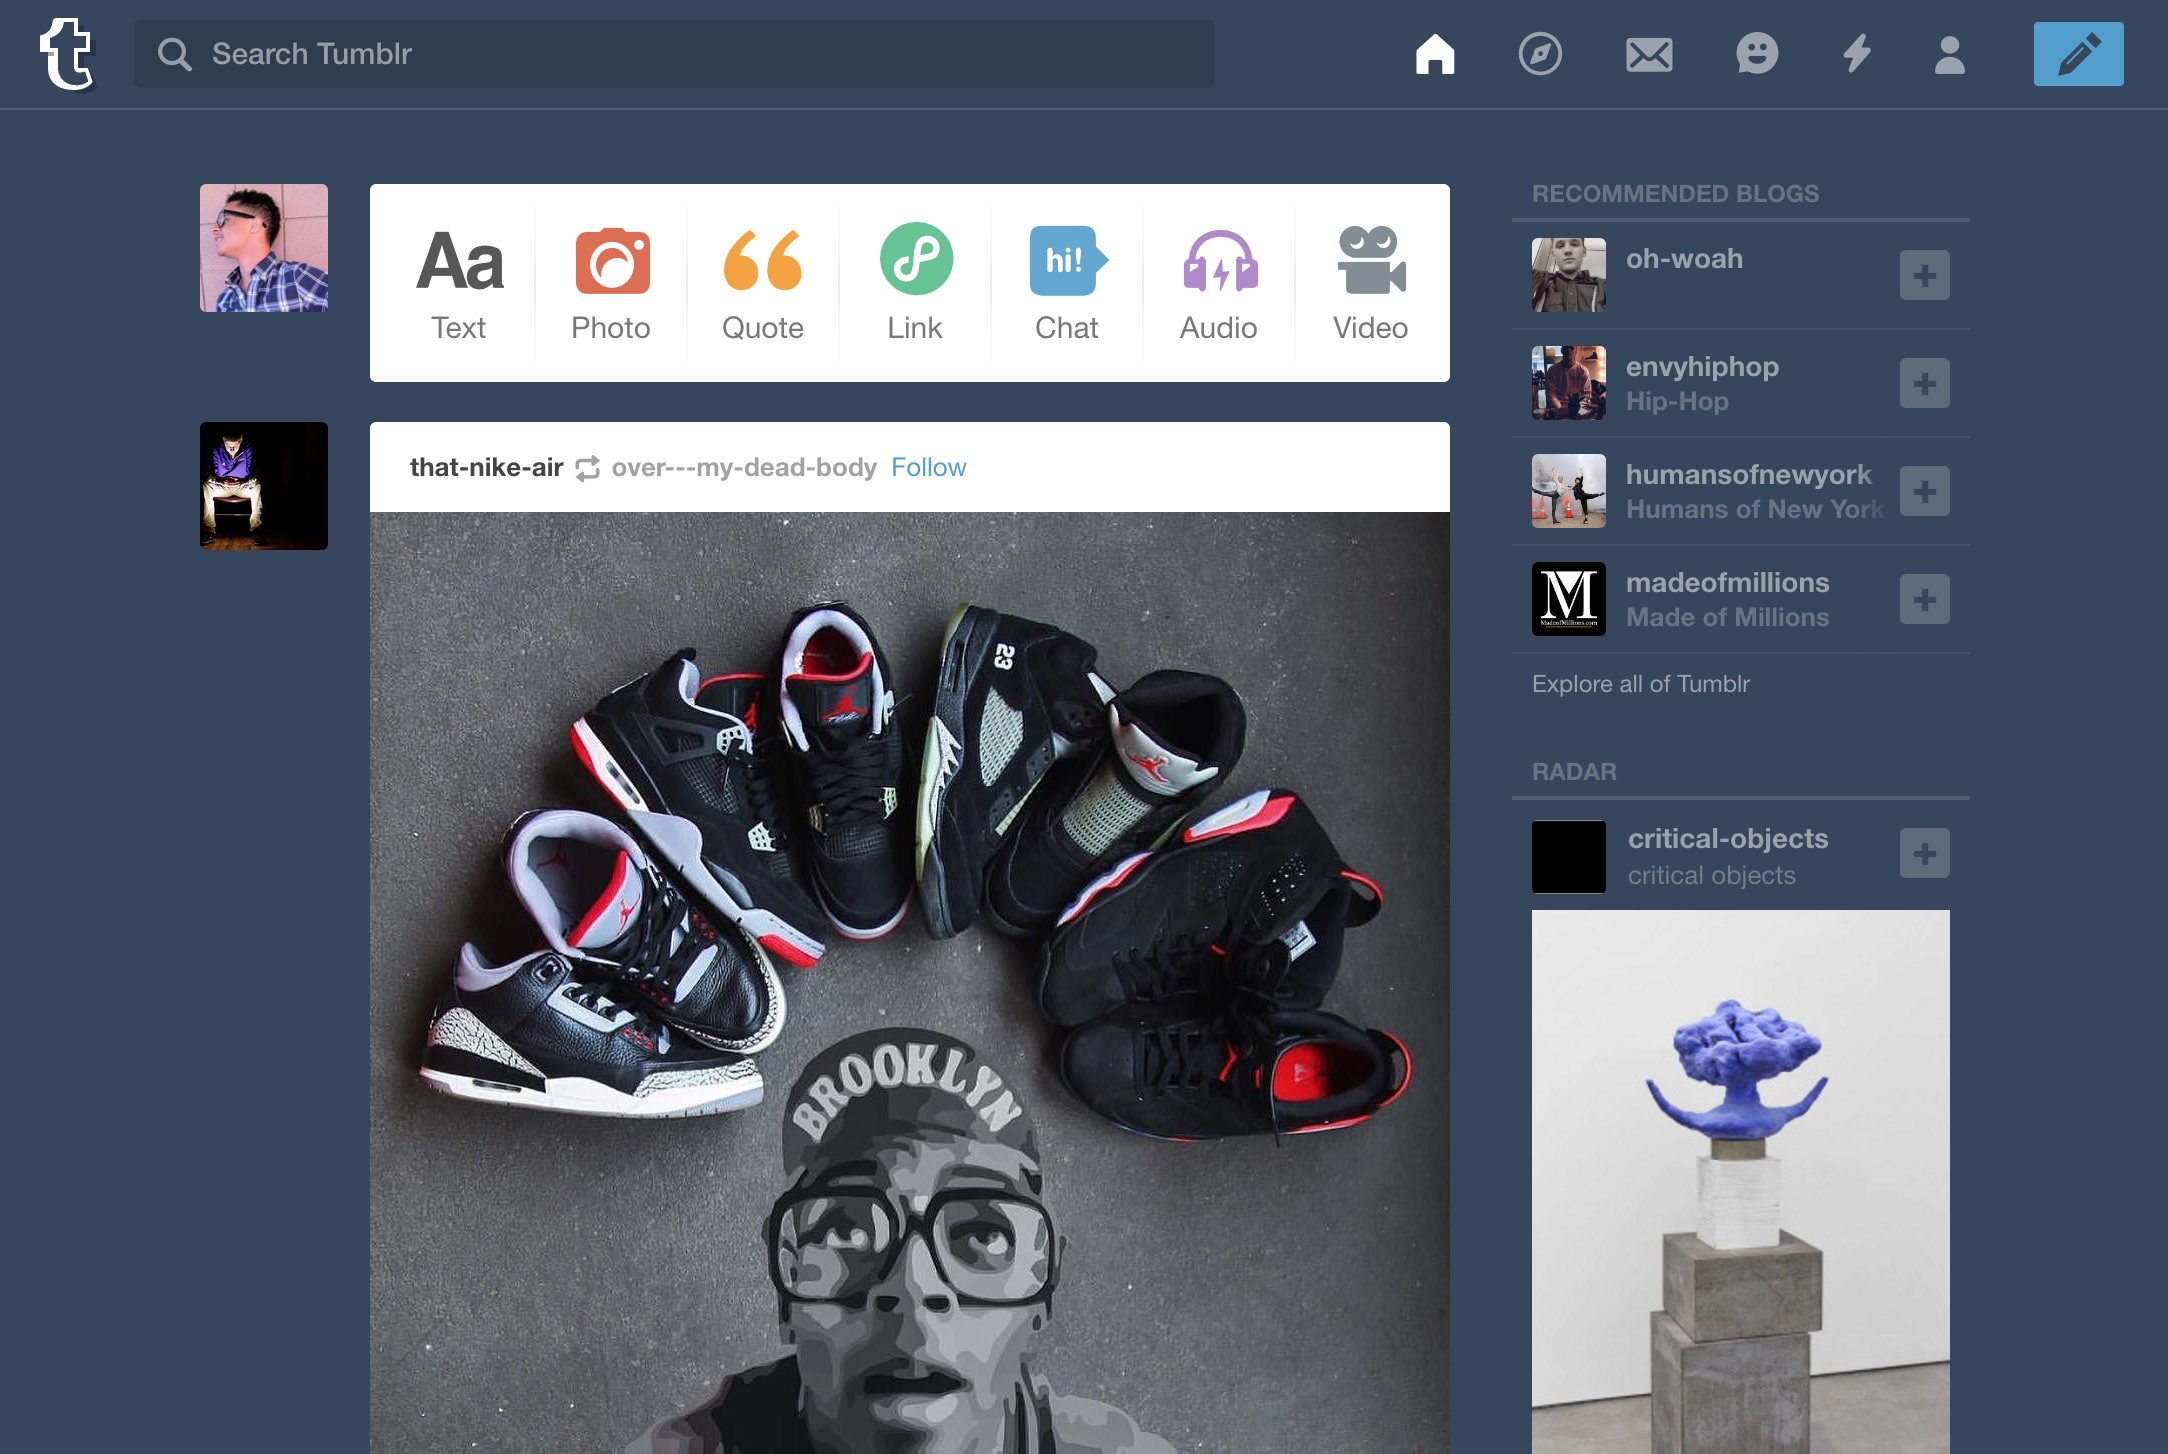 t
Search Tumblr
Aa
hi!
Text
Photo
Quote
Link
Chat
Audio
Video
that-nike-air over---my-dead-body Follow
23
BROOKLYN
RECOMMENDED BLOGS
oh-woah
envyhiphop
Hip-Hop
humansofnewyork
Humans of New York
M
MadeofMillions.com
madeofmillions
Made of Millions
Explore all of Tumblr
RADAR
critical-objects
critical objects